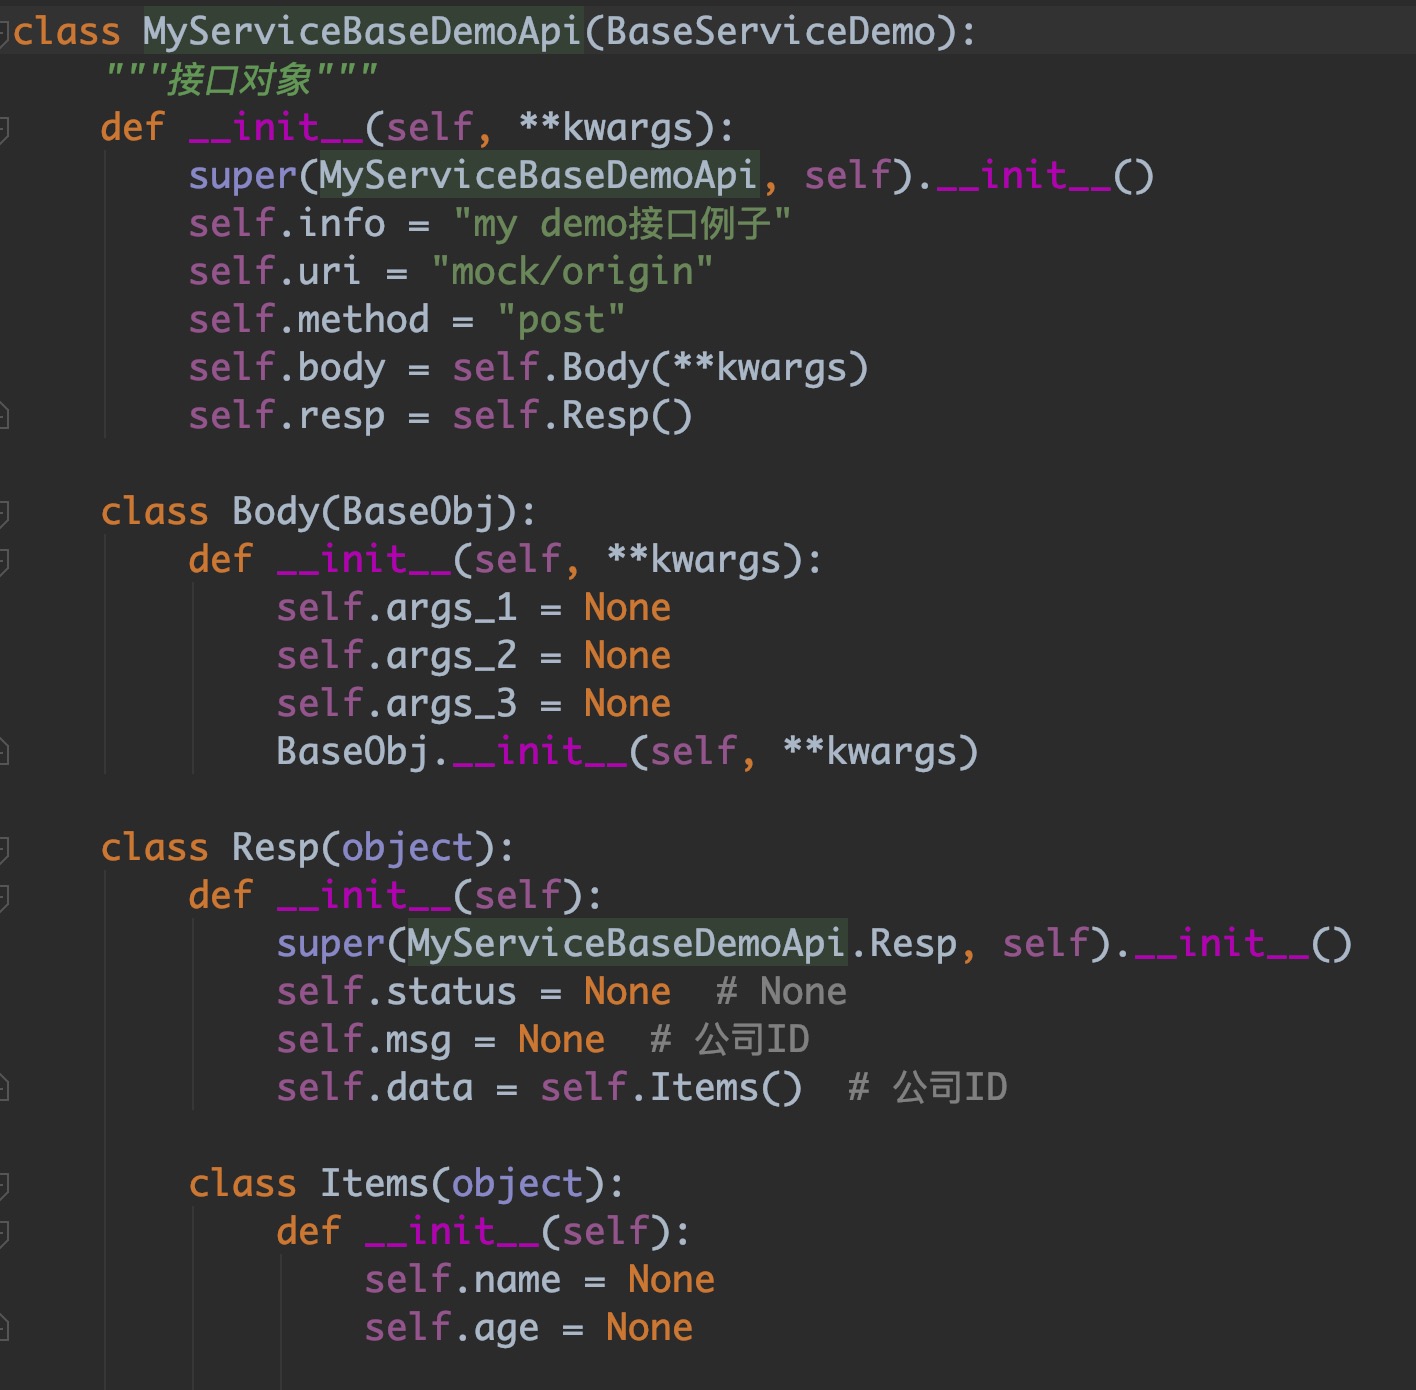 class MyServiceBaseDemoApi(BaseServiceDemo):
    """接口对象"""
    def __init__(self, **kwargs):
        super(MyServiceBaseDemoApi, self).__init__()
        self.info = "my demo接口例子"
        self.uri = "mock/origin"
        self.method = "post"
        self.body = self.Body(**kwargs)
        self.resp = self.Resp()

    class Body(BaseObj):
        def __init__(self, **kwargs):
            self.args_1 = None
            self.args_2 = None
            self.args_3 = None
            BaseObj.__init__(self, **kwargs)

    class Resp(object):
        def __init__(self):
            super(MyServiceBaseDemoApi.Resp, self).__init__()
            self.status = None  # None
            self.msg = None  # 公司ID
            self.data = self.Items()  # 公司ID

        class Items(object):
            def __init__(self):
                self.name = None
                self.age = None